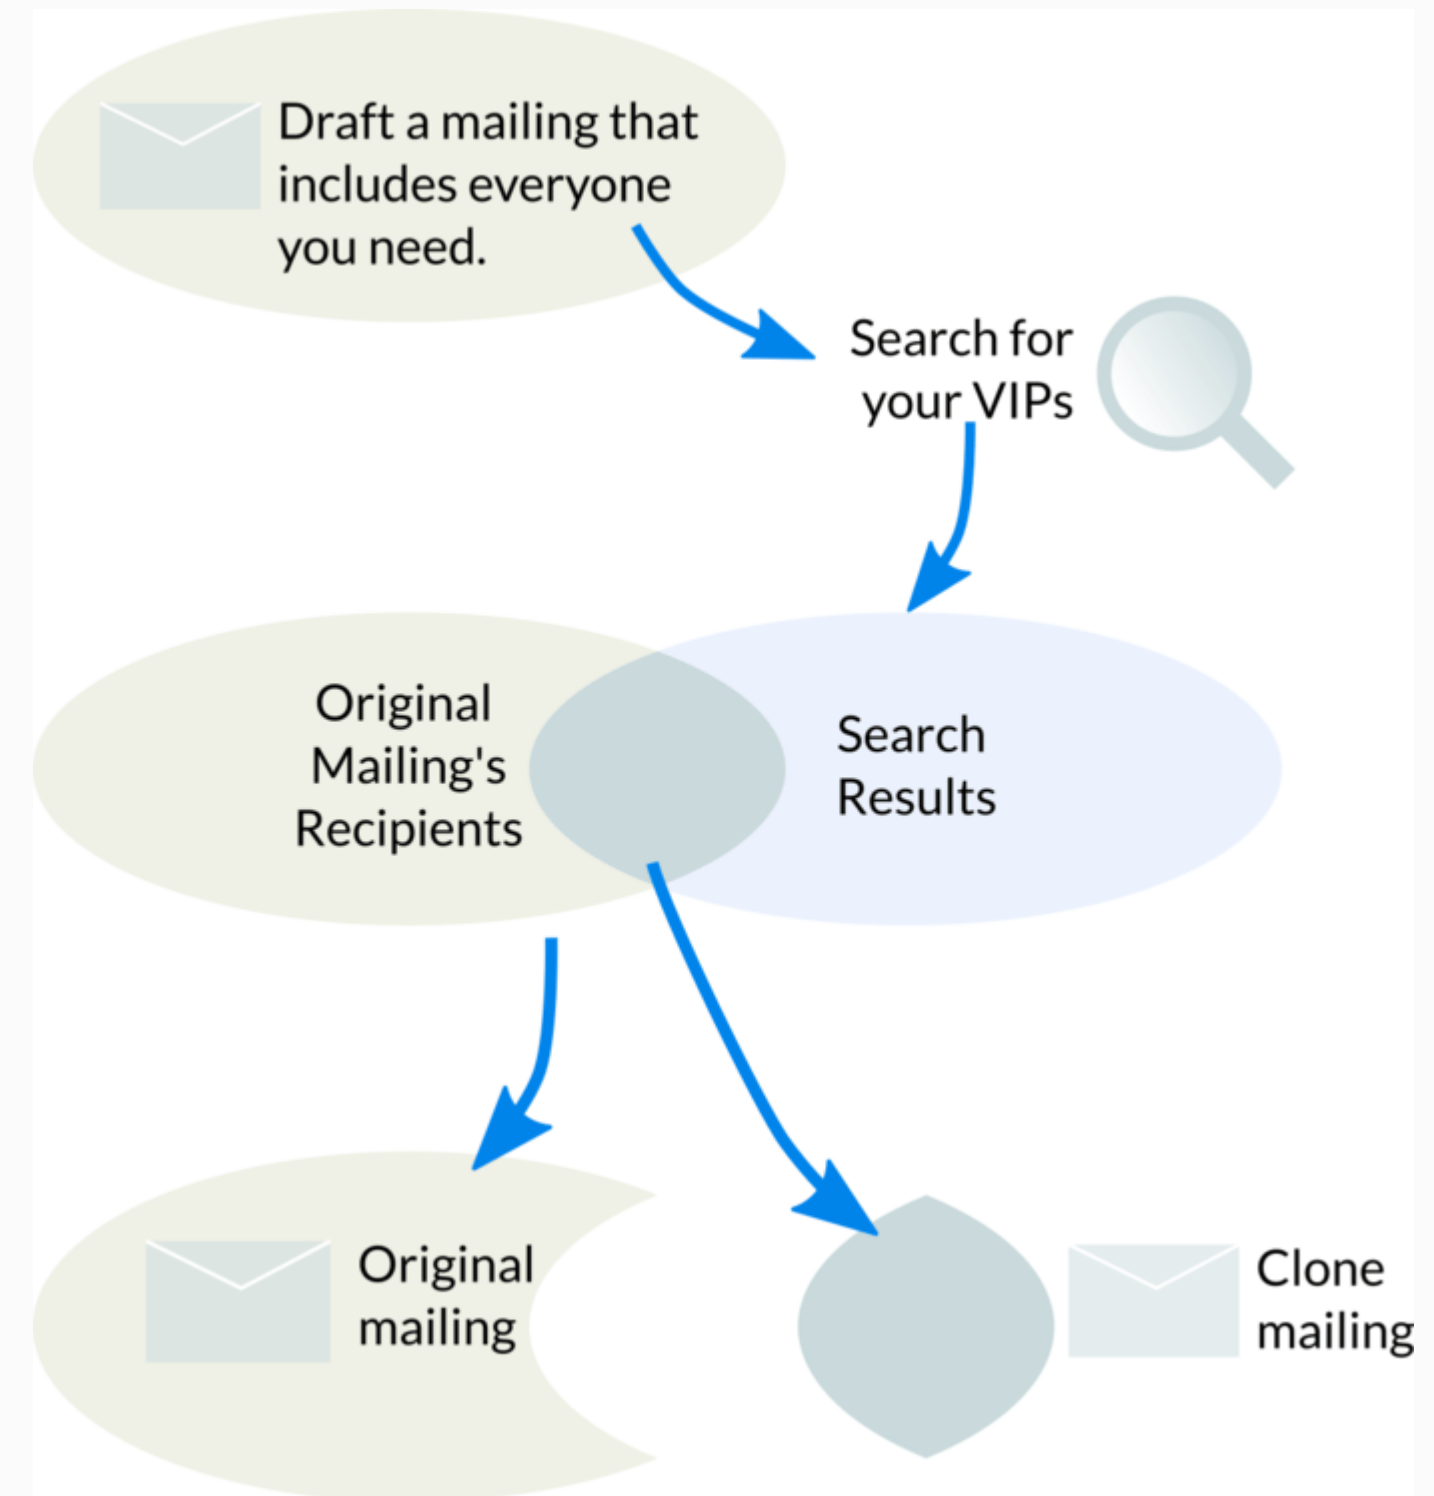 Draft a mailing that
includes everyone
you need.
Search for
your VIPs
Original
Mailing's
Recipients
Search
Results
Original
mailing
Clone
mailing